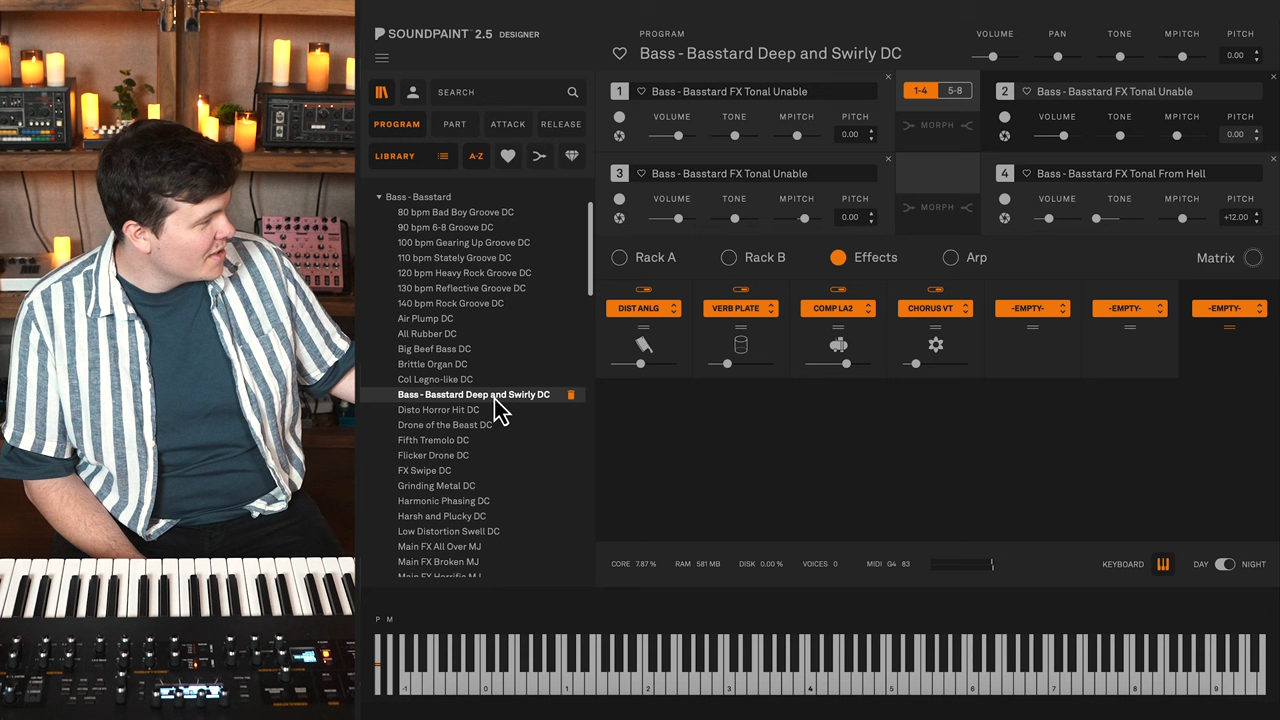 SOUNDPAINT 2.5 DESIGNER
PROGRAM
Bass - Basstard Deep and Swirly DC
VOLUME PAN TONE MPITCH PITCH
0.00
SEARCH
PROGRAM PART ATTACK RELEASE
LIBRARY A-Z
Bass - Basstard
80 bpm Bad Boy Groove DC
90 bpm 6-8 Groove DC
100 bpm Gearing Up Groove DC
110 bpm Stately Groove DC
120 bpm Heavy Rock Groove DC
130 bpm Reflective Groove DC
140 bpm Rock Groove DC
Air Plump DC
All Rubber DC
Big Beef Bass DC
Brittle Organ DC
Col Legno-like DC
Bass - Basstard Deep and Swirly DC
Disto Horror Hit DC
Drone of the Beast DC
Fifth Tremolo DC
Flicker Drone DC
FX Swipe DC
Grinding Metal DC
Harmonic Phasing DC
Harsh and Plucky DC
Low Distortion Swell DC
Main FX All Over MJ
Main FX Broken MJ
Main FX Horrific MJ
1 Bass - Basstard FX Tonal Unable
VOLUME TONE MPITCH PITCH
0.00
1-4 5-8
MORPH
2 Bass - Basstard FX Tonal Unable
VOLUME TONE MPITCH PITCH
0.00
3 Bass - Basstard FX Tonal Unable
VOLUME TONE MPITCH PITCH
0.00
MORPH
4 Bass - Basstard FX Tonal From Hell
VOLUME TONE MPITCH PITCH
+12.00
Rack A Rack B Effects Arp Matrix
DIST ANLG VERB PLATE COMP LA2 CHORUS VT -EMPTY- -EMPTY- -EMPTY-
CORE 7.87 % RAM 581 MB DISK 0.00 % VOICES 0 MIDI G4 83 KEYBOARD DAY NIGHT
P M
-1 0 1 2 3 4 5 6 7 8 9